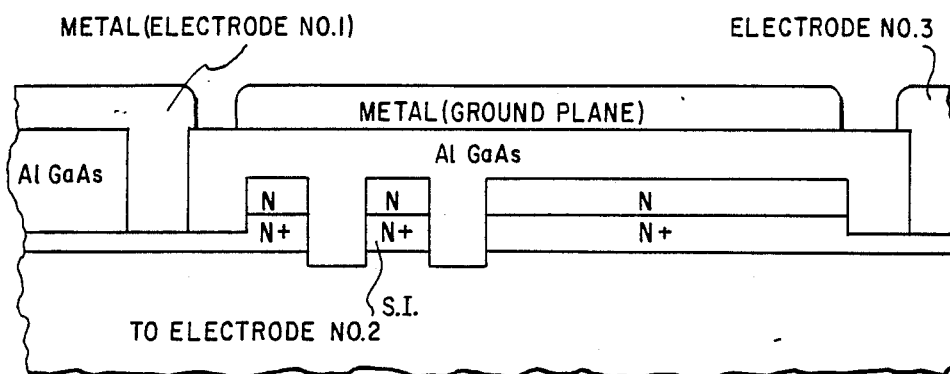 METAL(ELECTRODE NO.1)
ELECTRODE NO.3
METAL(GROUND PLANE)
Al GaAs
Al GaAs
N
N
N
N+
N+
N+
S.I.
TO ELECTRODE NO.2